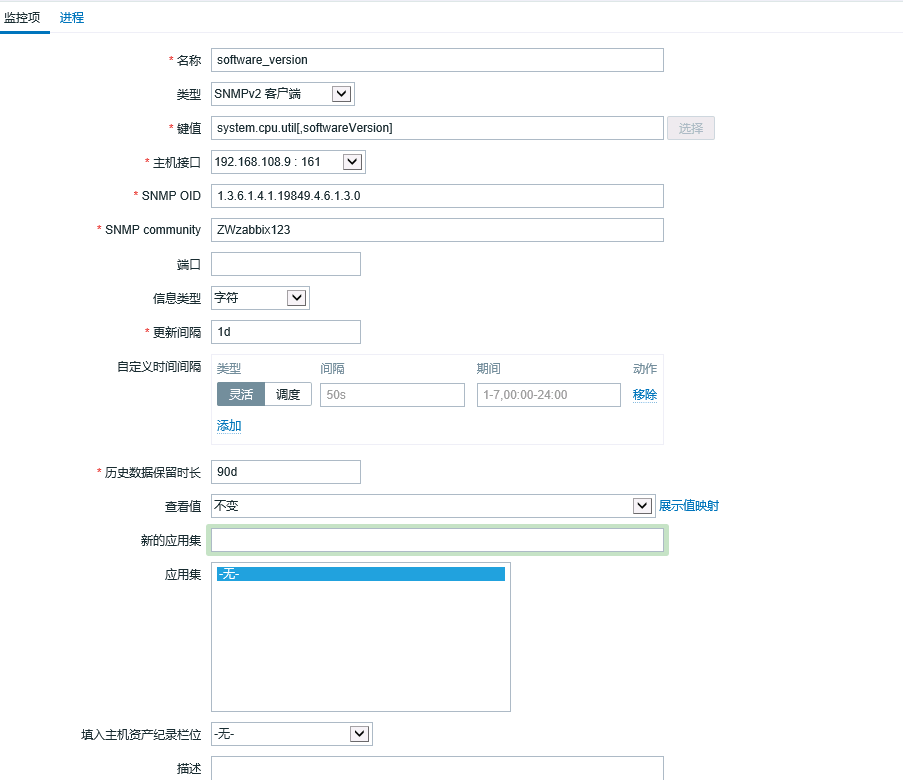 监控项 进程
* 名称 software_version
类型 SNMPv2 客户端
* 键值 system.cpu.util[,softwareVersion] 选择
* 主机接口 192.168.108.9 : 161
* SNMP OID 1.3.6.1.4.1.19849.4.6.1.3.0
* SNMP community ZWzabbix123
端口
信息类型 字符
* 更新间隔 1d
自定义时间间隔 类型 间隔 期间 动作
灵活 调度 50s 1-7,00:00-24:00 移除
添加
* 历史数据保留时长 90d
查看值 不变 展示值映射
新的应用集
应用集 -无-
填入主机资产纪录栏位 -无-
描述